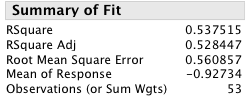 Summary of Fit
RSquare 0.537515
RSquare Adj 0.528447
Root Mean Square Error 0.560857
Mean of Response -0.92734
Observations (or Sum Wgts) 53